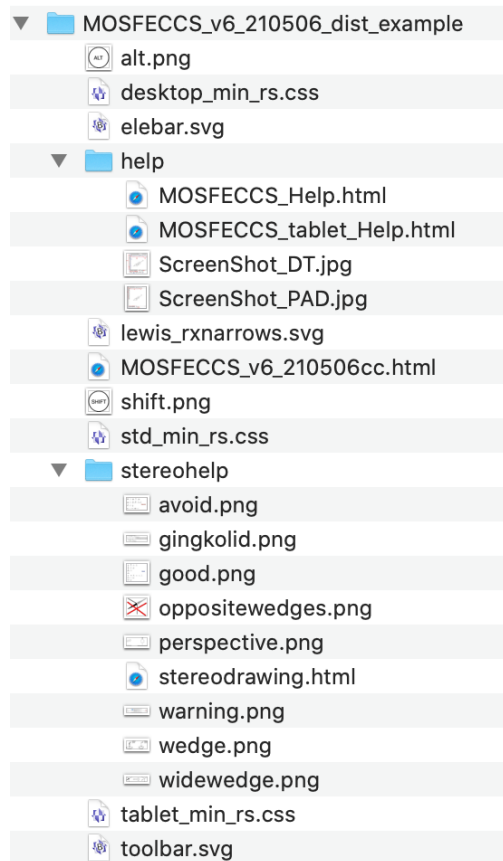 MOSFECCS_v6_210506_dist_example
ALT alt.png
desktop_min_rs.css
elebar.svg
help
MOSFECCS_Help.html
MOSFECCS_tablet_Help.html
ScreenShot_DT.jpg
ScreenShot_PAD.jpg
lewis_rxnarrows.svg
MOSFECCS_v6_210506cc.html
SHIFT shift.png
std_min_rs.css
stereohelp
avoid.png
gingkolid.png
good.png
oppositewedges.png
perspective.png
stereodrawing.html
warning.png
wedge.png
widewedge.png
tablet_min_rs.css
toolbar.svg